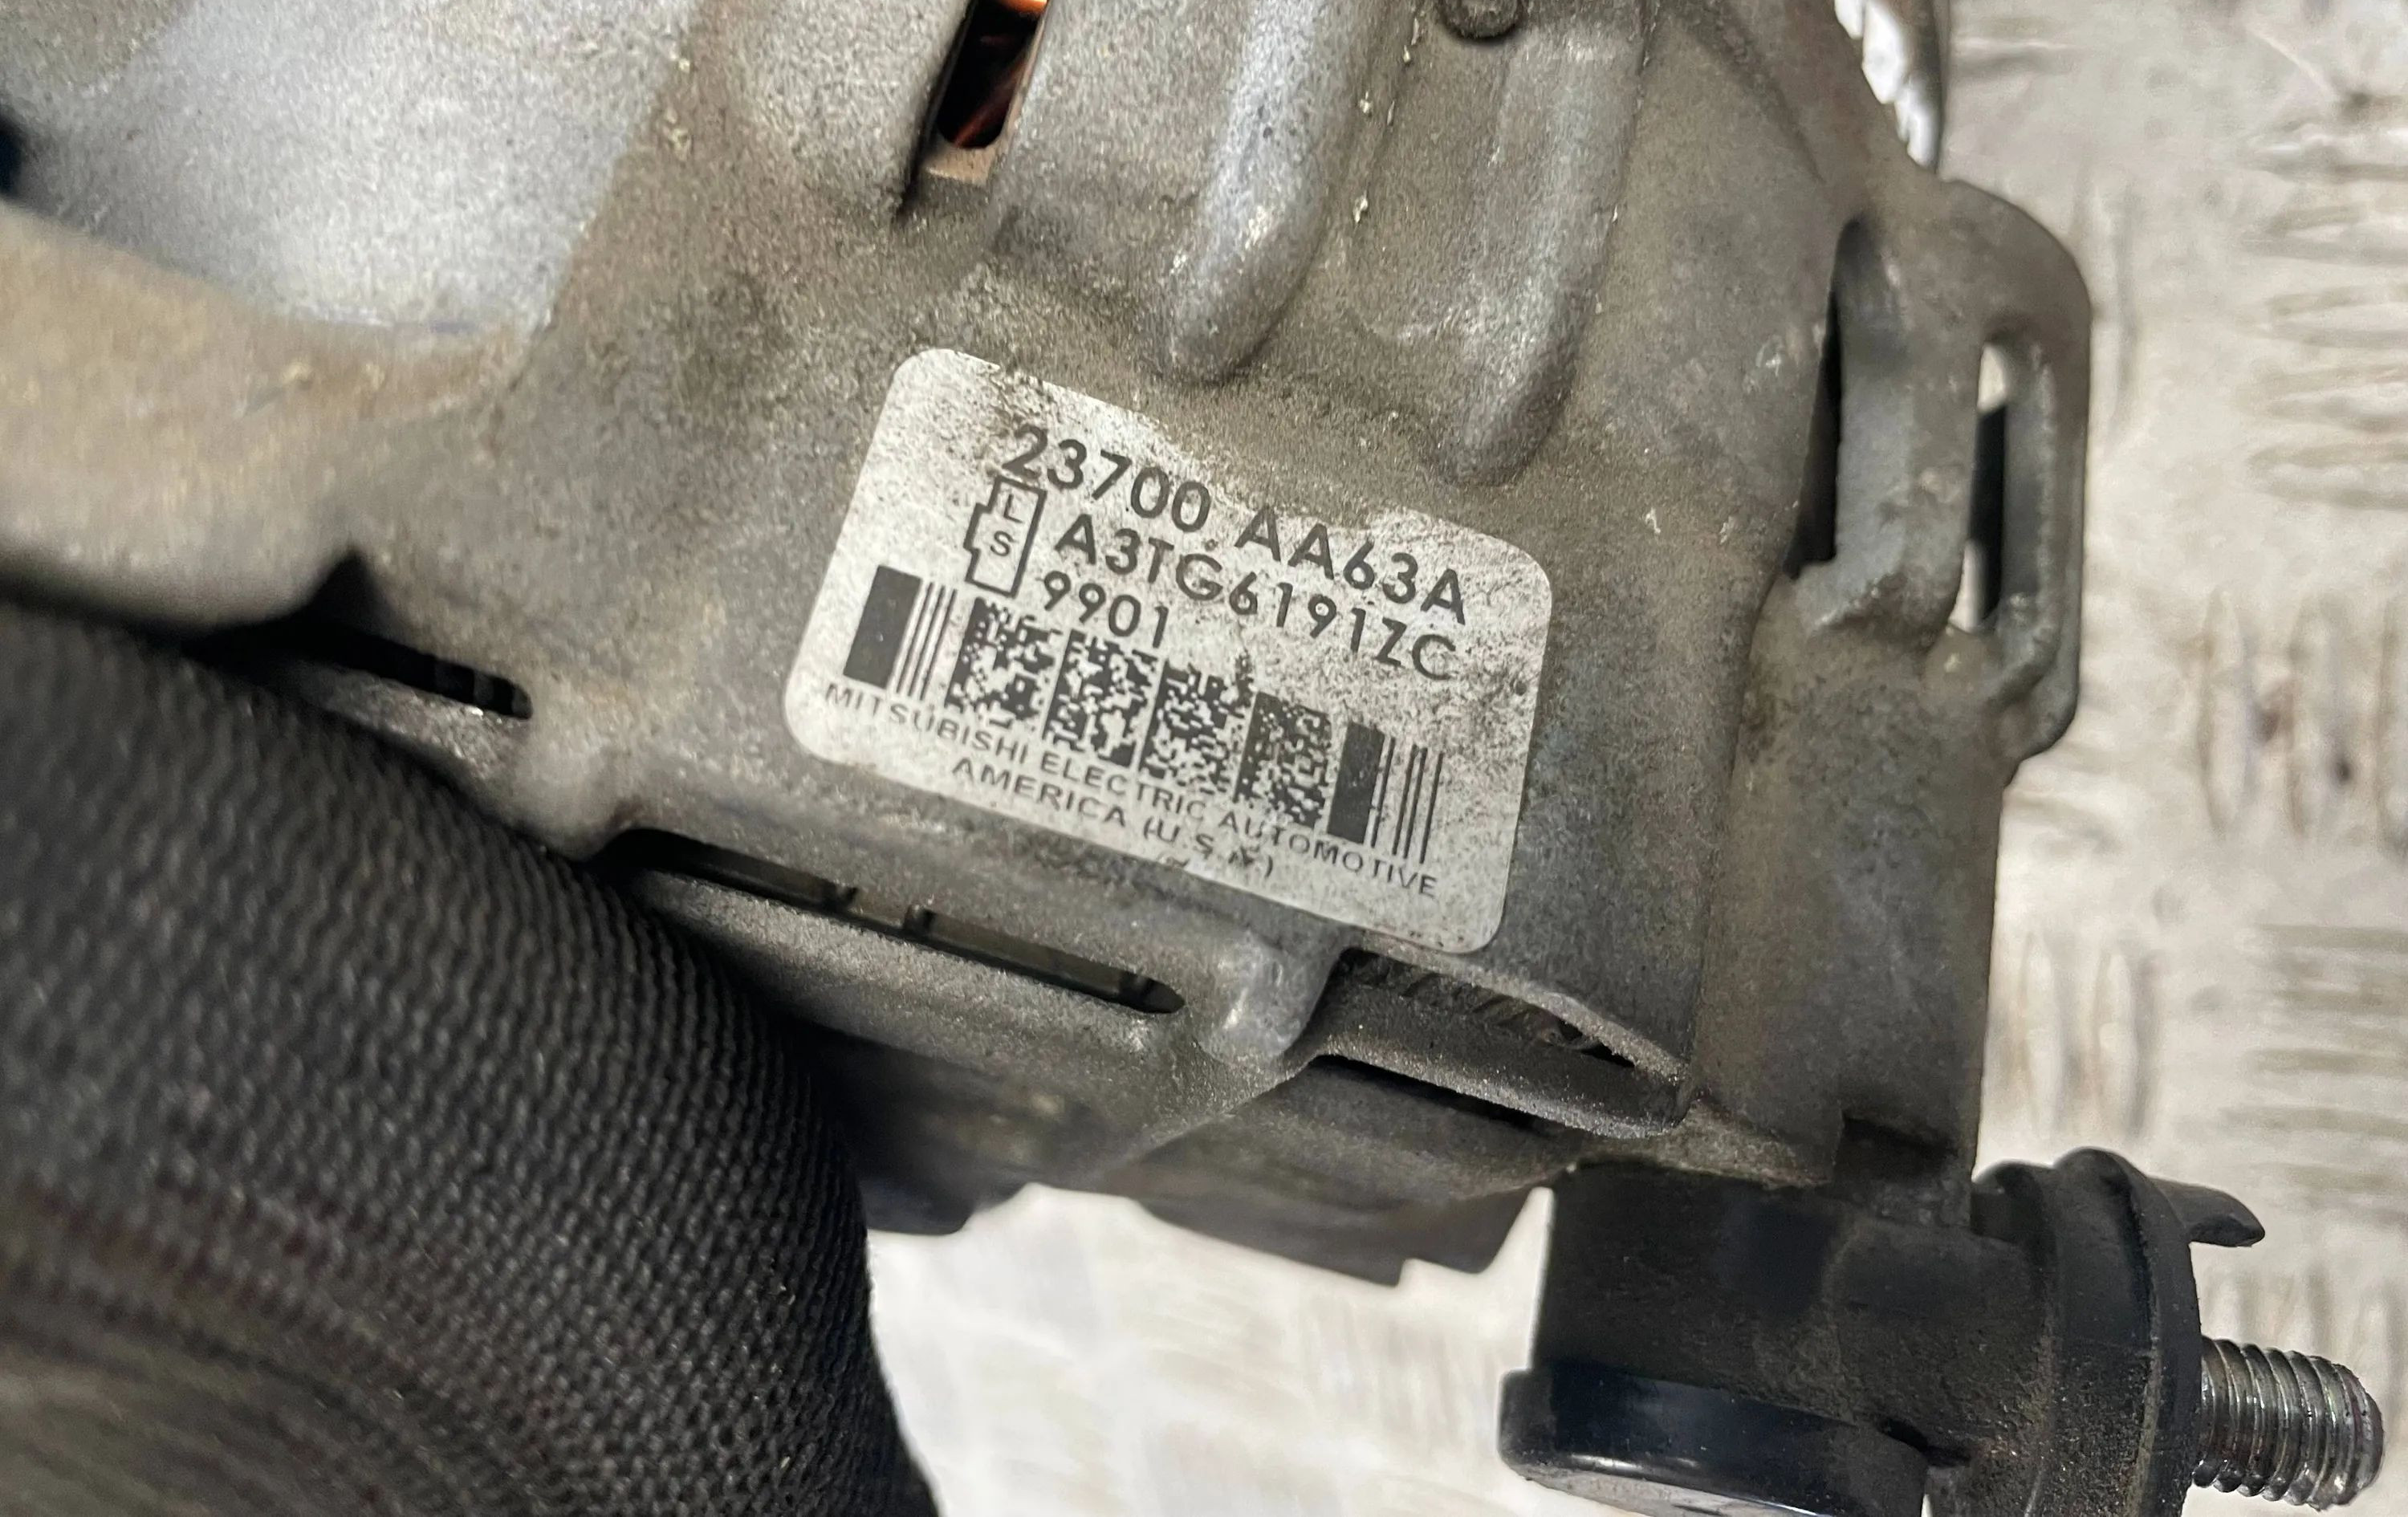 23700 AA63A
L
S
A3TG6191ZC
9901
MITSUBISHI ELECTRIC AUTOMOTIVE
AMERICA (U.S.A.)